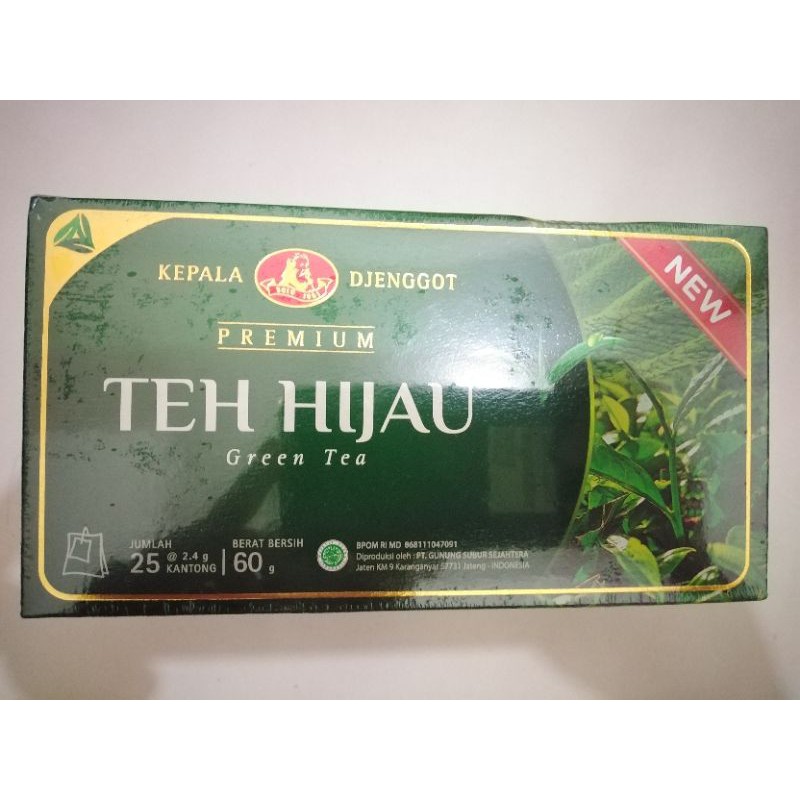 KEPALA DJENGGOT
PREMIUM
TEH HIJAU
Green Tea
NEW
JUMLAH
25 @ 2.4 g
KANTONG
BERAT BERSIH
60 g
BPOM RI MD 868111047091
Diproduksi oleh : PT. GUNUNG SUBUR SEJAHTERA
Jaten KM 9 Karanganyar 57731 Jateng - INDONESIA